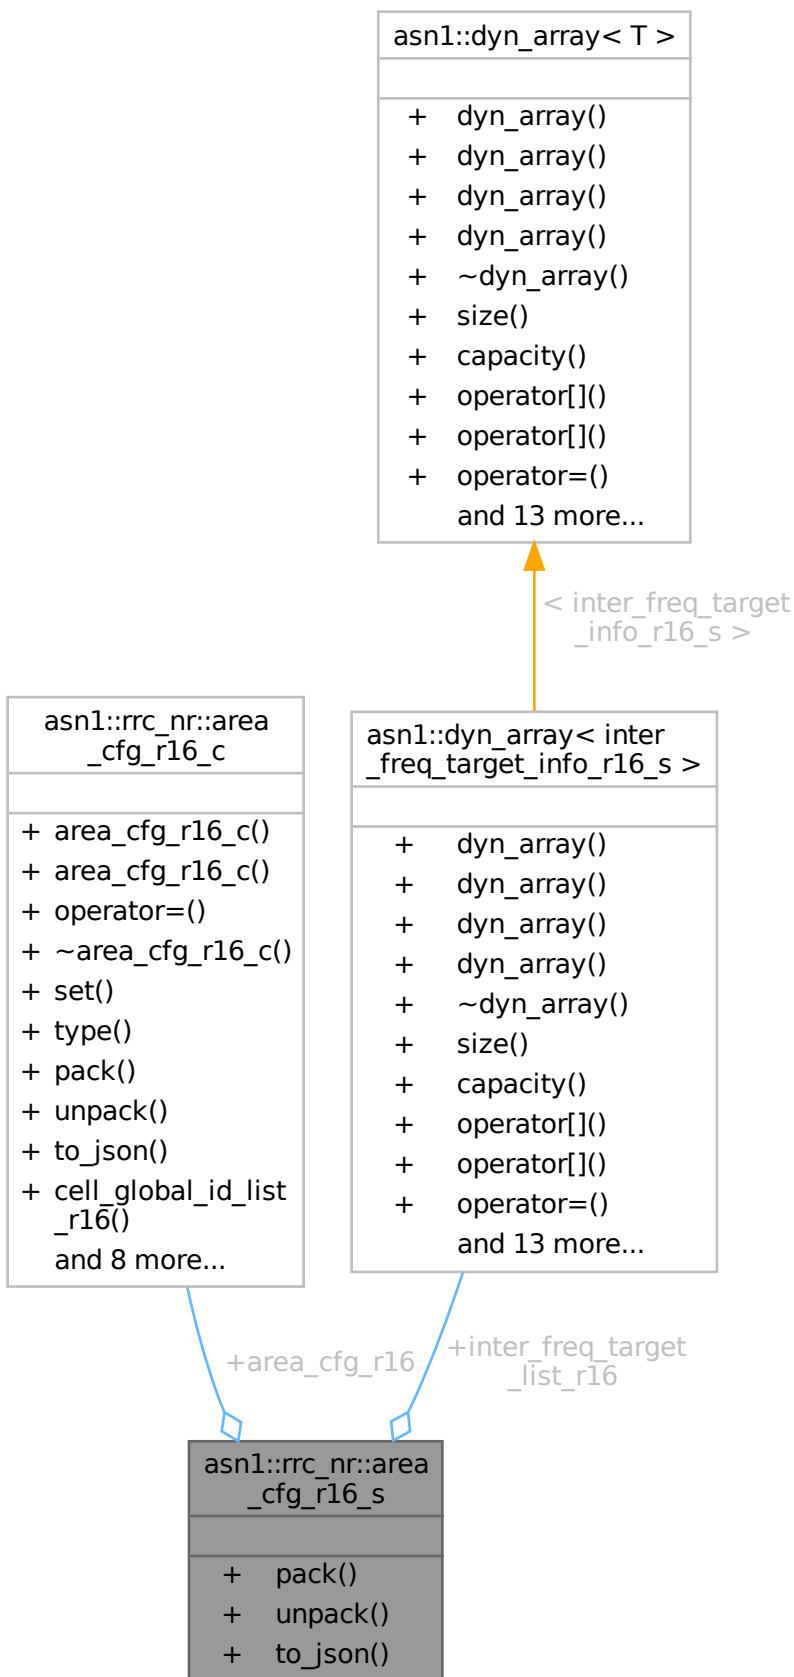 asn1::dyn_array< T >
+ dyn_array()
+ dyn_array()
+ dyn_array()
+ dyn_array()
+ ~dyn_array()
+ size()
+ capacity()
+ operator[]()
+ operator[]()
+ operator=()
and 13 more...
< inter_freq_target
_info_r16_s >
asn1::rrc_nr::area
_cfg_r16_c
+ area_cfg_r16_c()
+ area_cfg_r16_c()
+ operator=()
+ ~area_cfg_r16_c()
+ set()
+ type()
+ pack()
+ unpack()
+ to_json()
+ cell_global_id_list
_r16()
and 8 more...
asn1::dyn_array< inter
_freq_target_info_r16_s >
+ dyn_array()
+ dyn_array()
+ dyn_array()
+ dyn_array()
+ ~dyn_array()
+ size()
+ capacity()
+ operator[]()
+ operator[]()
+ operator=()
and 13 more...
+area_cfg_r16
+inter_freq_target
_list_r16
asn1::rrc_nr::area
_cfg_r16_s
+ pack()
+ unpack()
+ to_json()